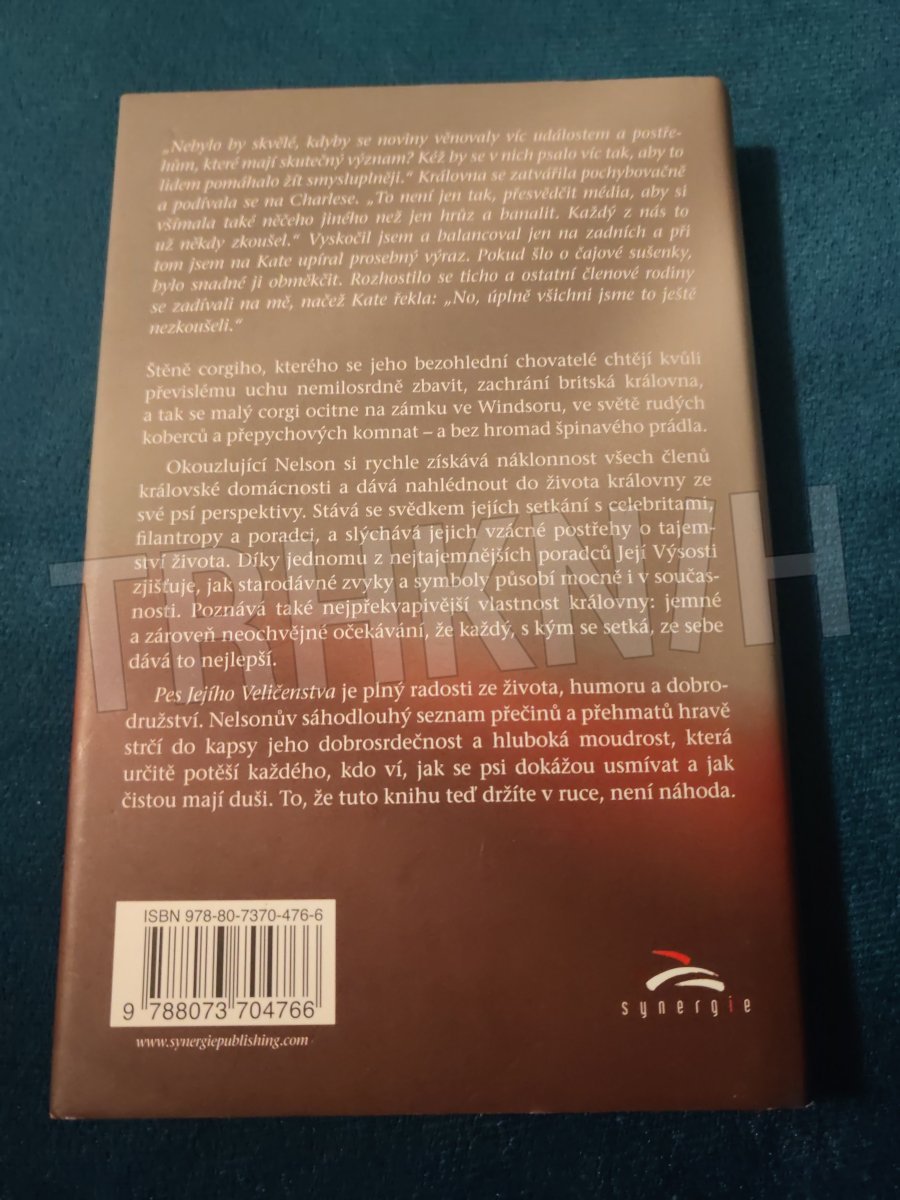 „Nebylo by skvělé, kdyby se noviny věnovaly víc událostem a postře-
hům, které mají skutečný význam? Kéž by se v nich psalo víc tak, aby to
lidem pomáhalo žít smysluplněji.“ Královna se zatvářila pochybovačně
a podívala se na Charlese. „To není jen tak, přesvědčit média, aby si
všímala také něčeho jiného než jen hrůz a banalit. Každý z nás to
už někdy zkoušel.“ Vyskočil jsem a balancoval jen na zadních a při
tom jsem na Kate upíral prosebný výraz. Pokud šlo o čajové sušenky,
bylo snadné ji obměkčit. Rozhostilo se ticho a ostatní členové rodiny
se zadívali na mě, načež Kate řekla: „No, úplně všichni jsme to ještě
nezkoušeli.“
Štěně corgiho, kterého se jeho bezohlední chovatelé chtějí kvůli
převislému uchu nemilosrdně zbavit, zachrání britská královna,
a tak se malý corgi ocitne na zámku ve Windsoru, ve světě rudých
koberců a přepychových komnat – a bez hromad špinavého prádla.
Okouzlující Nelson si rychle získává náklonnost všech členů
královské domácnosti a dává nahlédnout do života královny ze
své psí perspektivy. Stává se svědkem jejích setkání s celebritami,
filantropy a poradci, a slýchává jejich vzácné postřehy o tajem-
ství života. Díky jednomu z nejtajemnějších poradců Její Výsosti
zjišťuje, jak starodávné zvyky a symboly působí mocně i v součas-
nosti. Poznává také nejpřekvapivější vlastnost královny: jemné
a zároveň neochvějné očekávání, že každý, s kým se setká, ze sebe
dává to nejlepší.
Pes Jejího Veličenstva je plný radosti ze života, humoru a dobro-
družství. Nelsonův sáhodlouhý seznam přečinů a přehmatů hravě
strčí do kapsy jeho dobrosrdečnost a hluboká moudrost, která
určitě potěší každého, kdo ví, jak se psi dokážou usmívat a jak
čistou mají duši. To, že tuto knihu teď držíte v ruce, není náhoda.
TRHKNIH
ISBN 978-80-7370-476-6
9 788073 704766
www.synergiepublishing.com
synergie